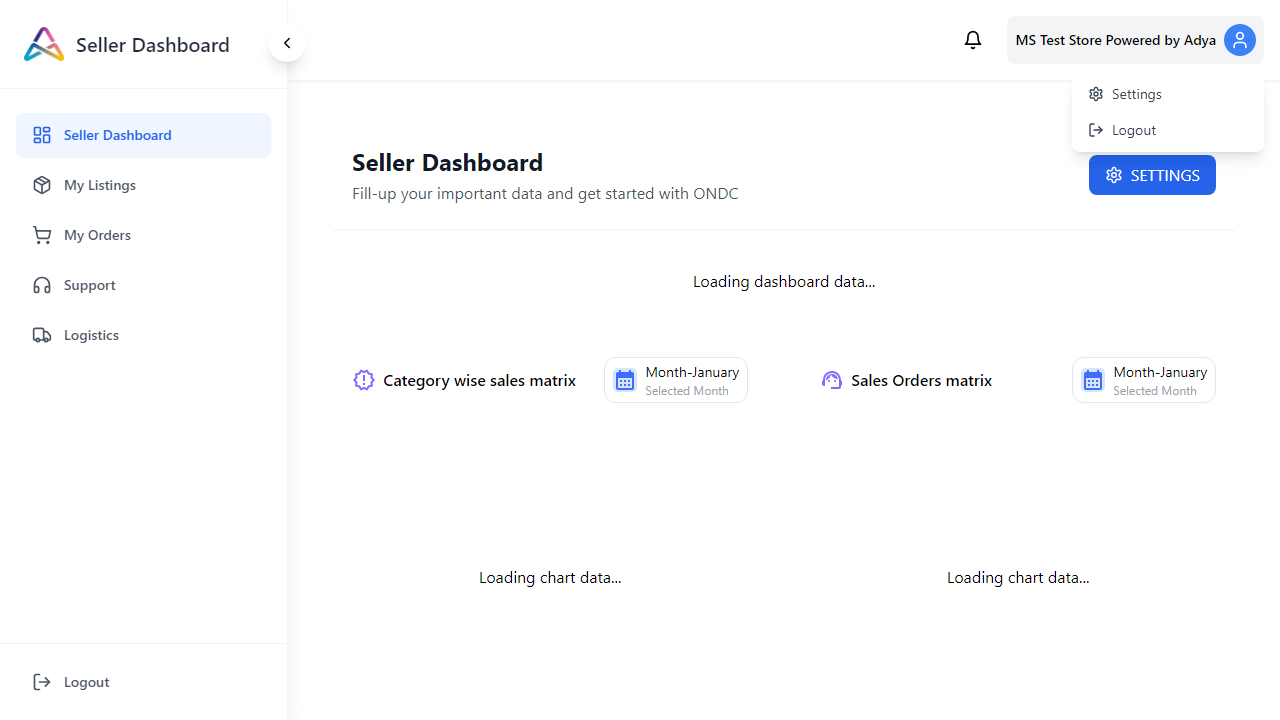 Seller Dashboard
MS Test Store Powered by Adya
Settings
Logout
Seller Dashboard
My Listings
My Orders
Support
Logistics
Logout
Seller Dashboard
Fill-up your important data and get started with ONDC
SETTINGS
Loading dashboard data...
Category wise sales matrix
Month-January
Selected Month
Loading chart data...
Sales Orders matrix
Month-January
Selected Month
Loading chart data...